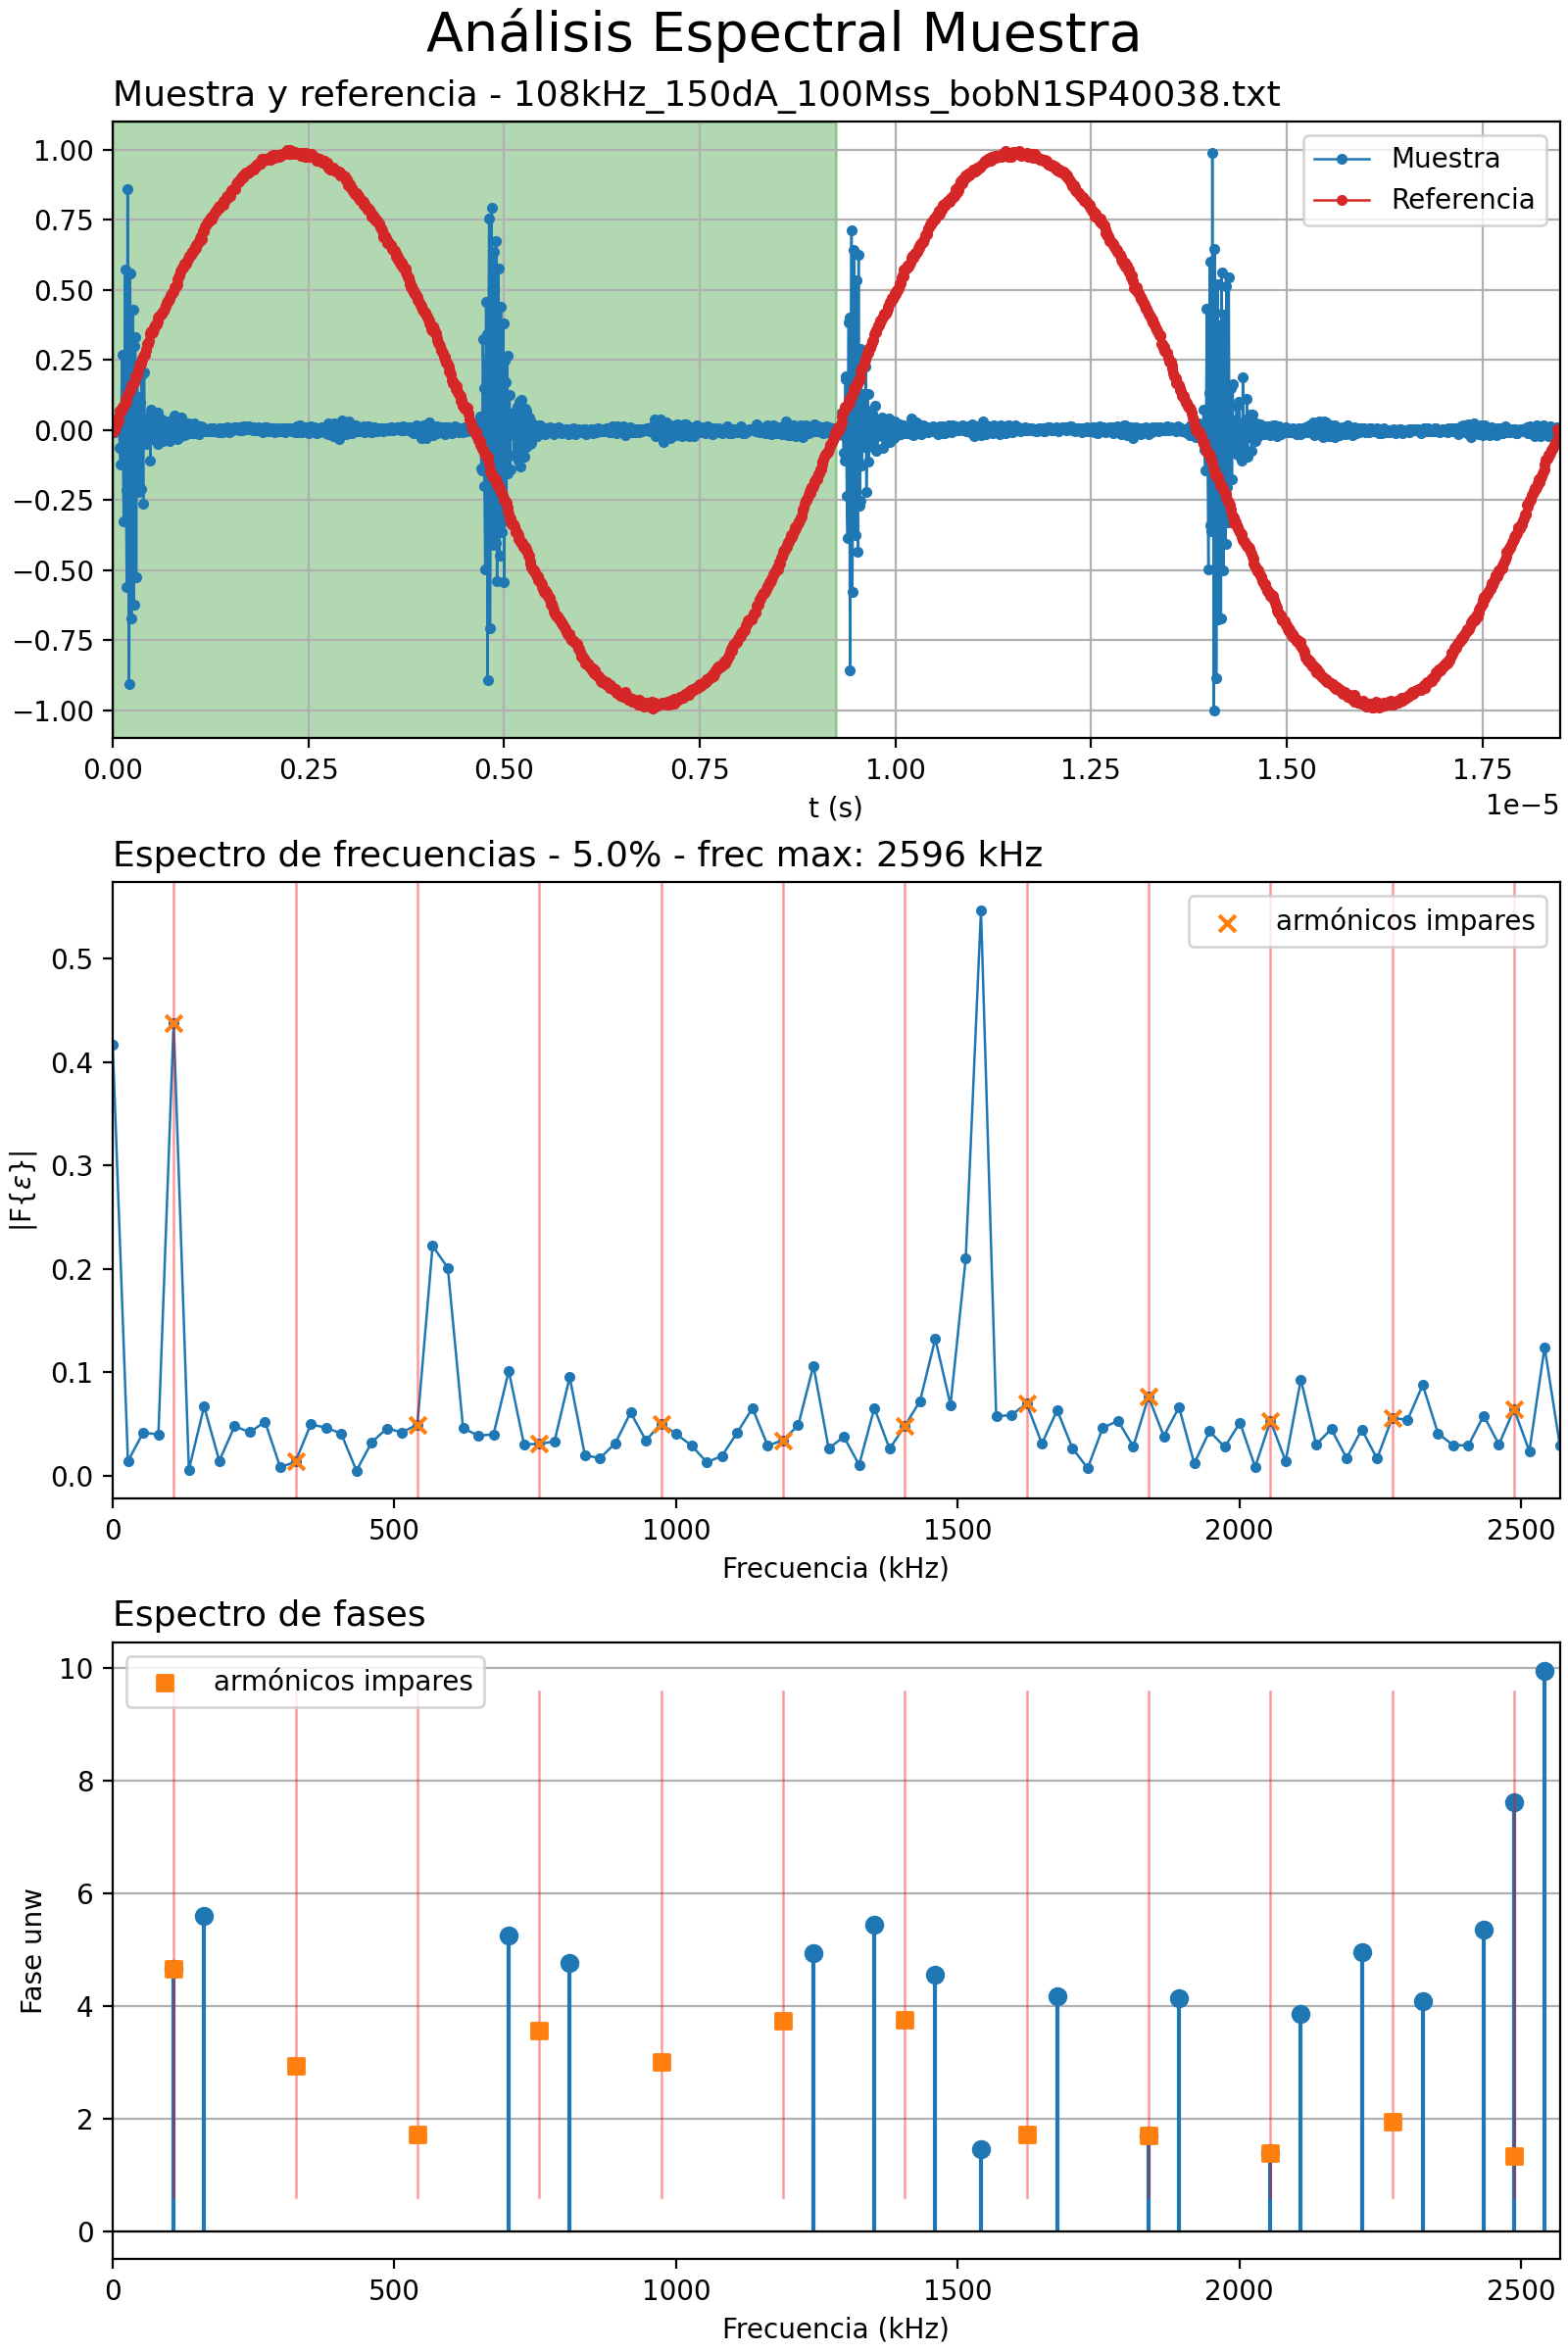 Análisis Espectral Muestra
Muestra y referencia - 108kHz_150dA_100Mss_bobN1SP40038.txt
Muestra
Referencia
1.00
0.75
0.50
0.25
0.00
−0.25
−0.50
−0.75
−1.00
0.00 0.25 0.50 0.75 1.00 1.25 1.50 1.75
1e−5
t (s)
Espectro de frecuencias - 5.0% - frec max: 2596 kHz
armónicos impares
0.5
0.4
0.3
0.2
0.1
0.0
|F{ε}|
0 500 1000 1500 2000 2500
Frecuencia (kHz)
Espectro de fases
armónicos impares
10
8
6
4
2
0
Fase unw
0 500 1000 1500 2000 2500
Frecuencia (kHz)